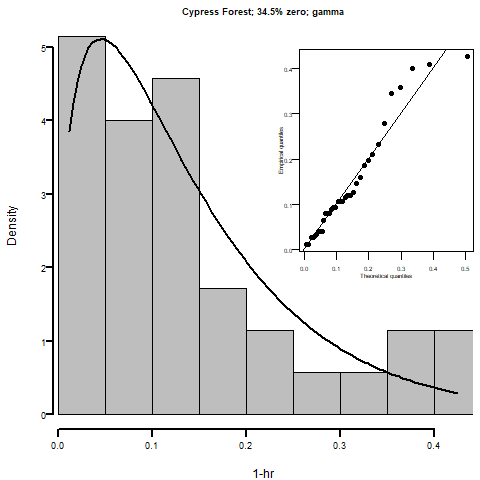 Cypress Forest; 34.5% zero; gamma
Density
5
4
3
2
1
0
0.0 0.1 0.2 0.3 0.4
1-hr
Empirical quantiles
0.4
0.3
0.2
0.1
0.0
0.0 0.1 0.2 0.3 0.4 0.5
Theoretical quantiles